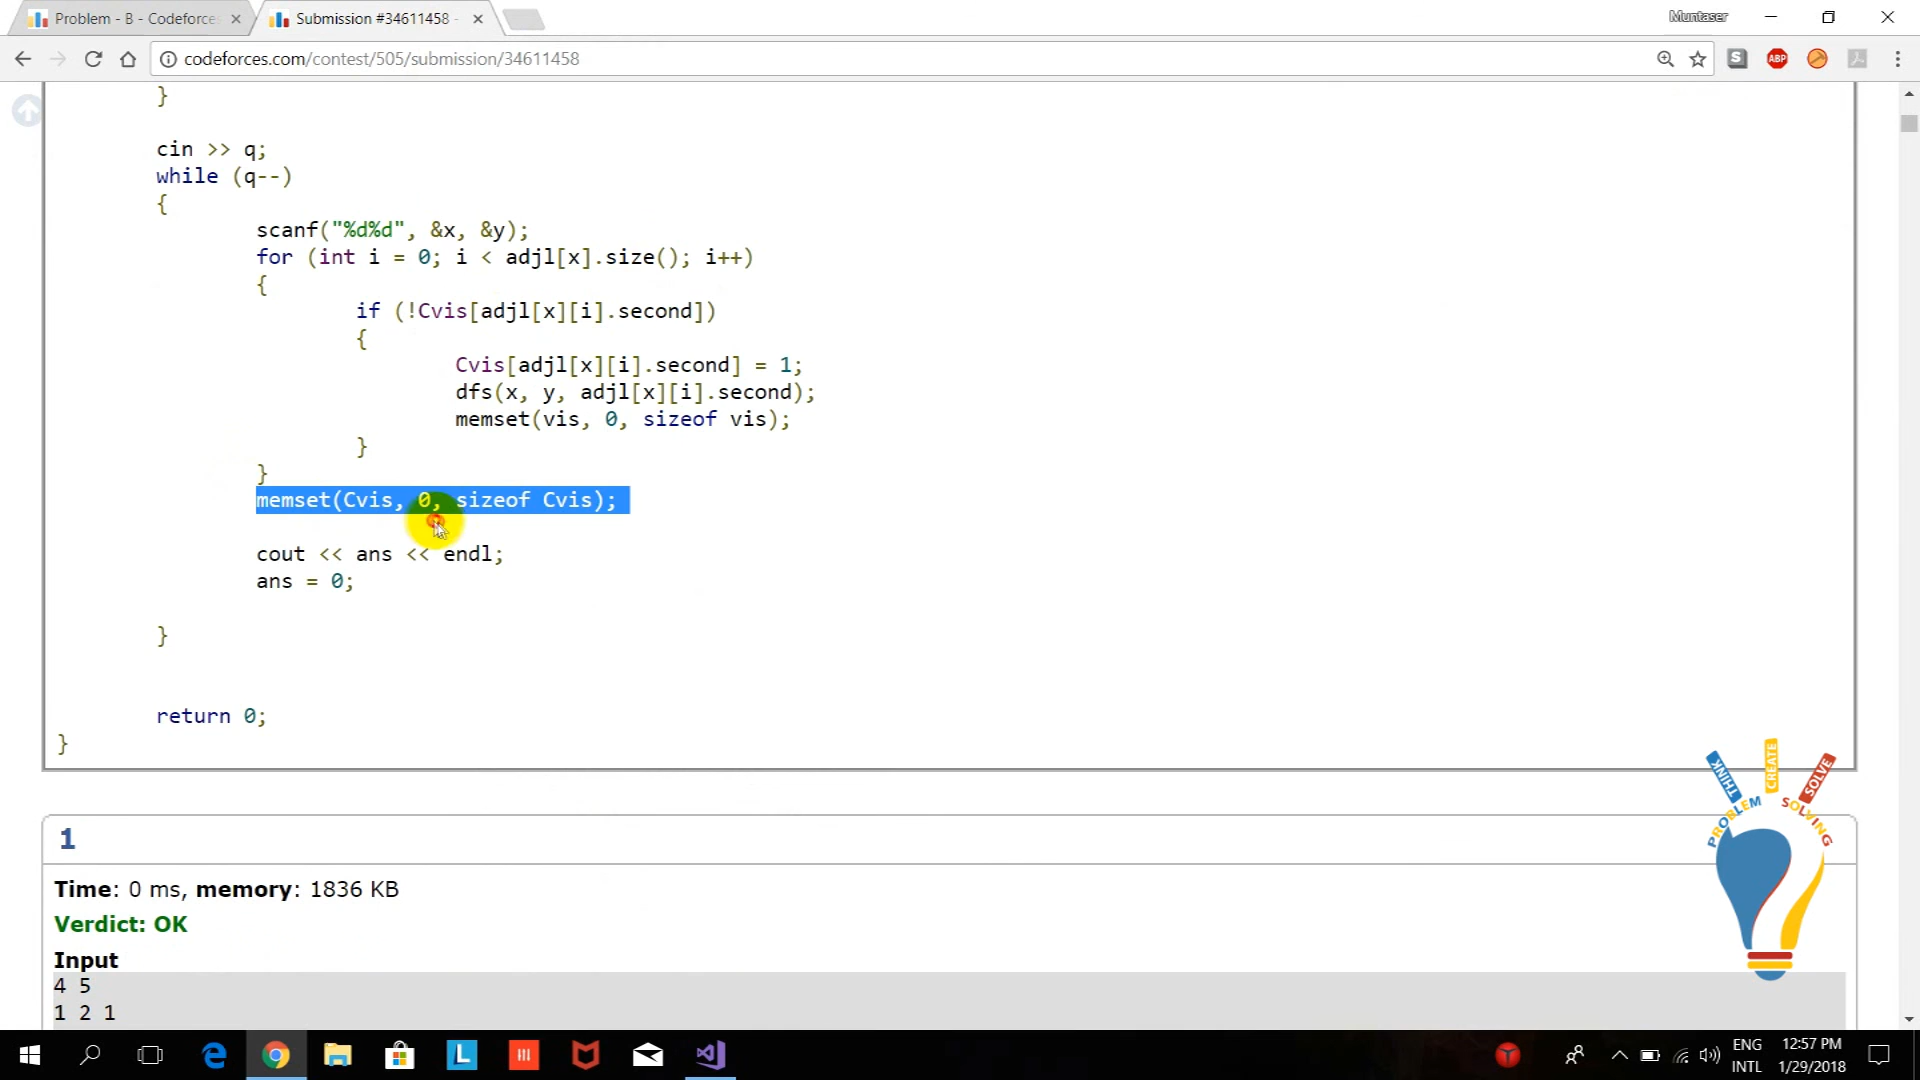 Problem - B - Codeforces
Submission #34611458 -
Muntaser
codeforces.com/contest/505/submission/34611458
S
ABP
}
cin >> q;
while (q--)
{
scanf("%d%d", &x, &y);
for (int i = 0; i < adjl[x].size(); i++)
{
if (!Cvis[adjl[x][i].second])
{
Cvis[adjl[x][i].second] = 1;
dfs(x, y, adjl[x][i].second);
memset(vis, 0, sizeof vis);
}
}
memset(Cvis, 0, sizeof Cvis);
cout << ans << endl;
ans = 0;
}
return 0;
}
THINK
CREATE
SOLVE
PROBLEM SOLVING
1
Time: 0 ms, memory: 1836 KB
Verdict: OK
Input
4 5
1 2 1
L
ENG
INTL
12:57 PM
1/29/2018